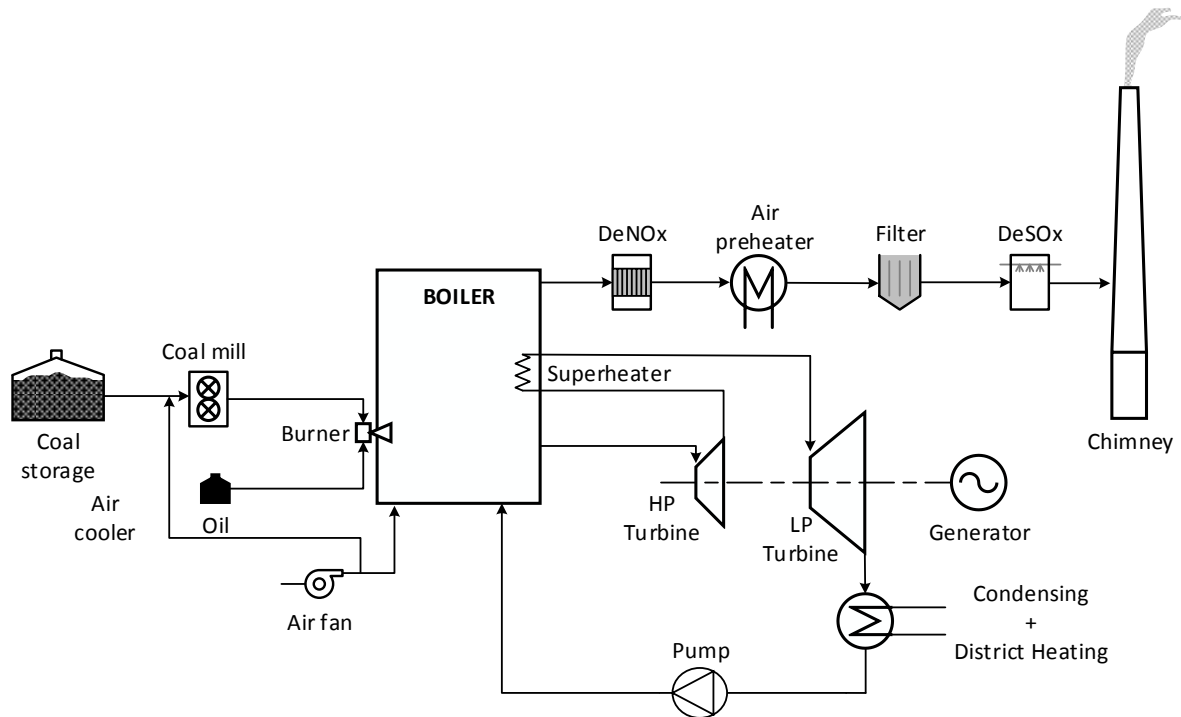 DeNOx
Air
preheater
Filter
DeSOx
BOILER
Coal mill
Superheater
Burner
Coal
storage
Chimney
Air
cooler
Oil
HP
Turbine
LP
Turbine
Generator
Air fan
Condensing
+
District Heating
Pump